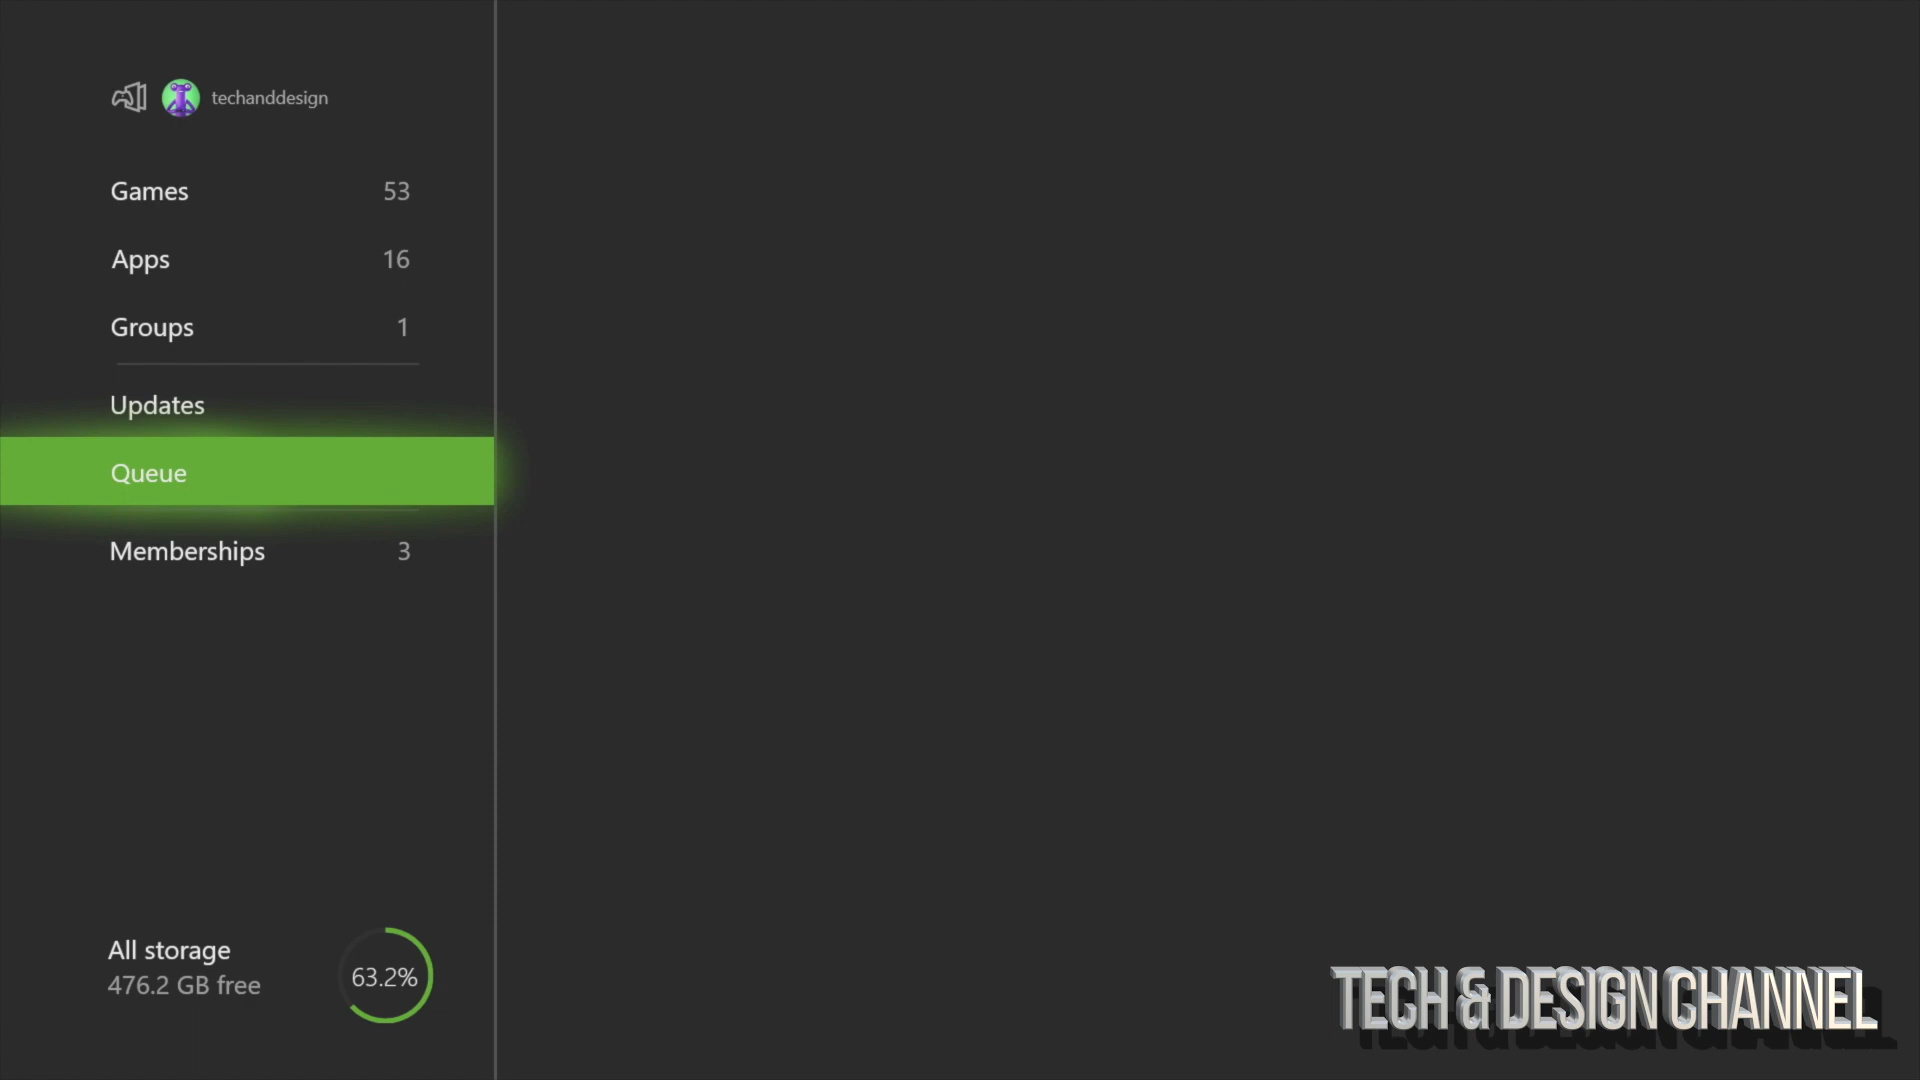 techanddesign
Games 53
Apps 16
Groups 1
Updates
Queue
Memberships 3
All storage
476.2 GB free
63.2%
TECH & DESIGN CHANNEL